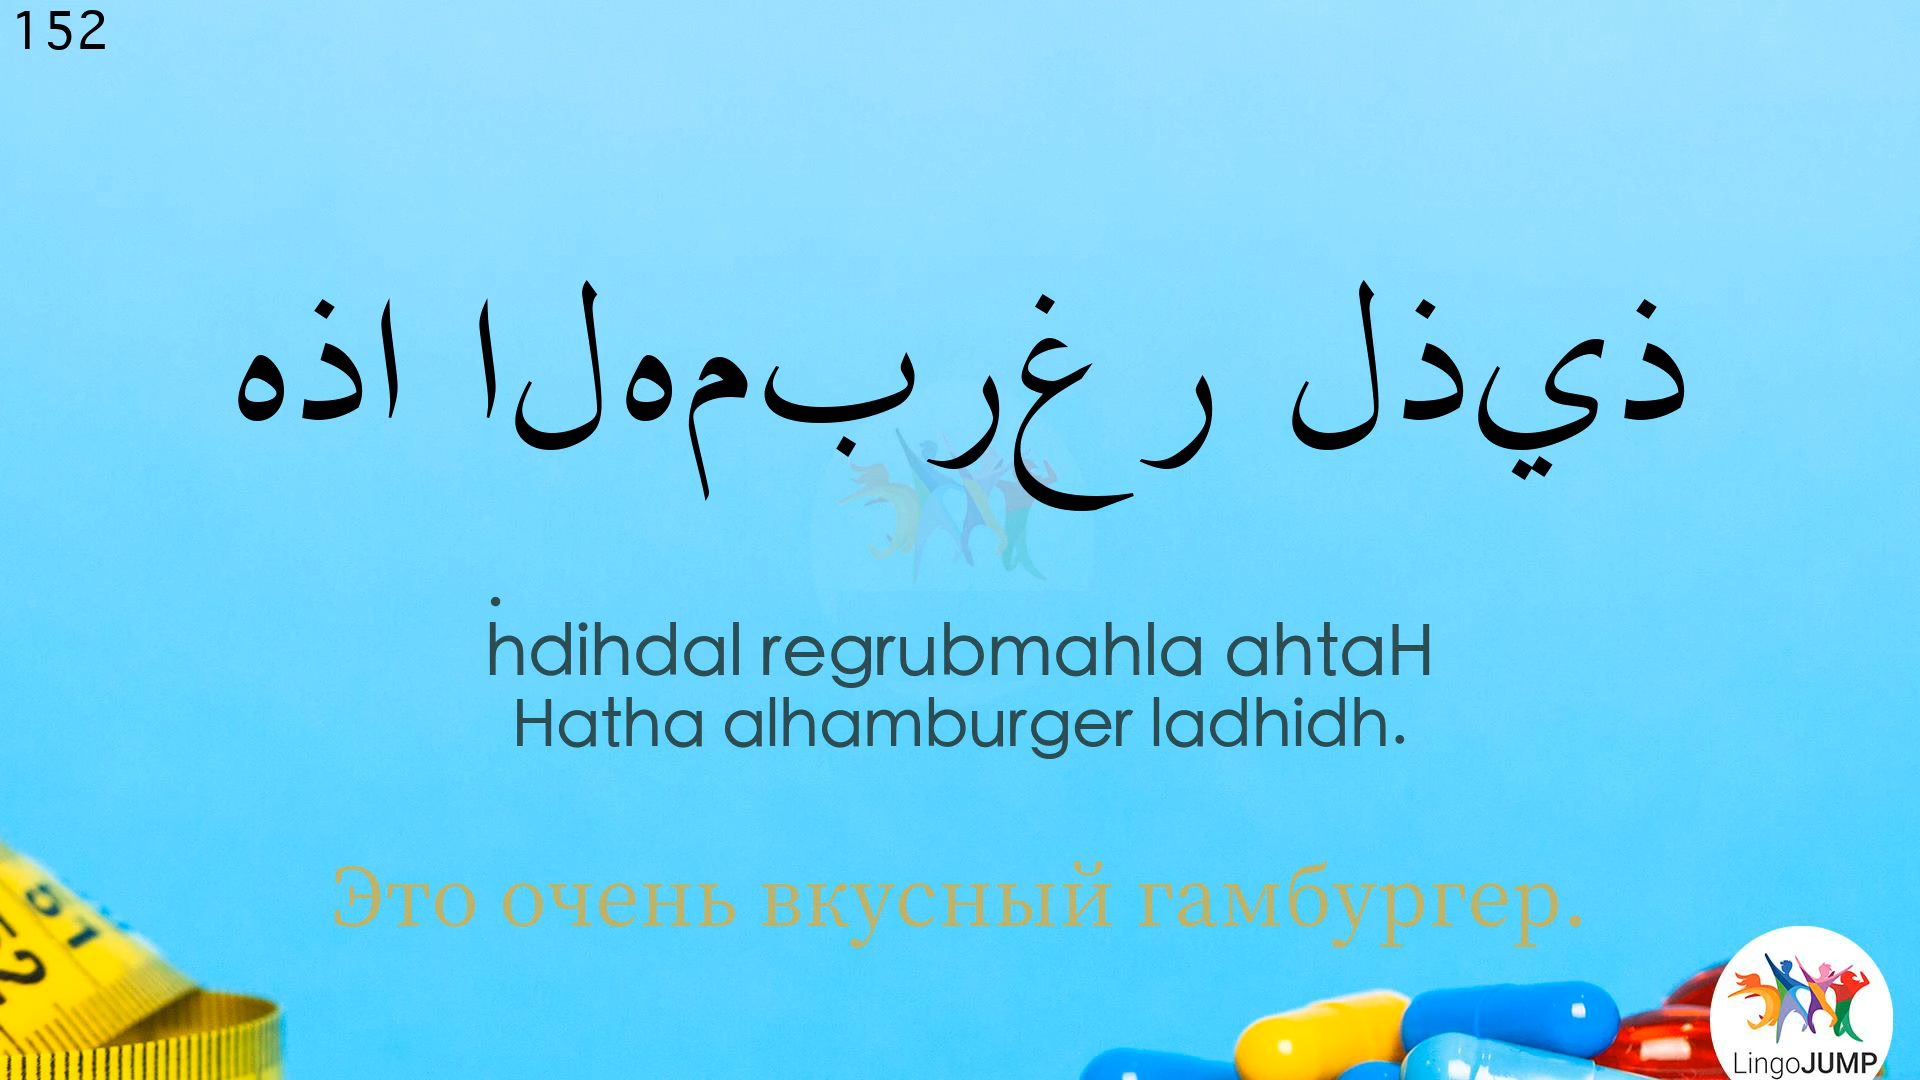 152
هذا الهمبرغر لذيذ
ḣdihdal regrubmahla ahtaH
Hatha alhamburger ladhidh.
Это очень вкусный гамбургер.
LingoJUMP